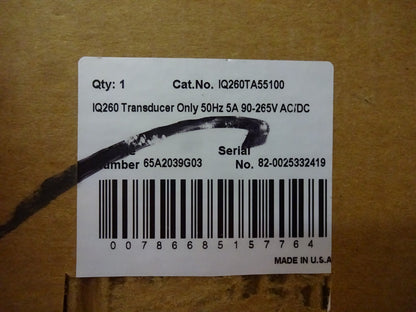 Qty: 1 Cat.No. IQ260TA55100
IQ260 Transducer Only 50Hz 5A 90-265V AC/DC
Serial
65A2039G03 No. 82-0025332419
0 0 7 8 6 6 8 5 1 5 7 7 6 4
MADE IN U.S.A